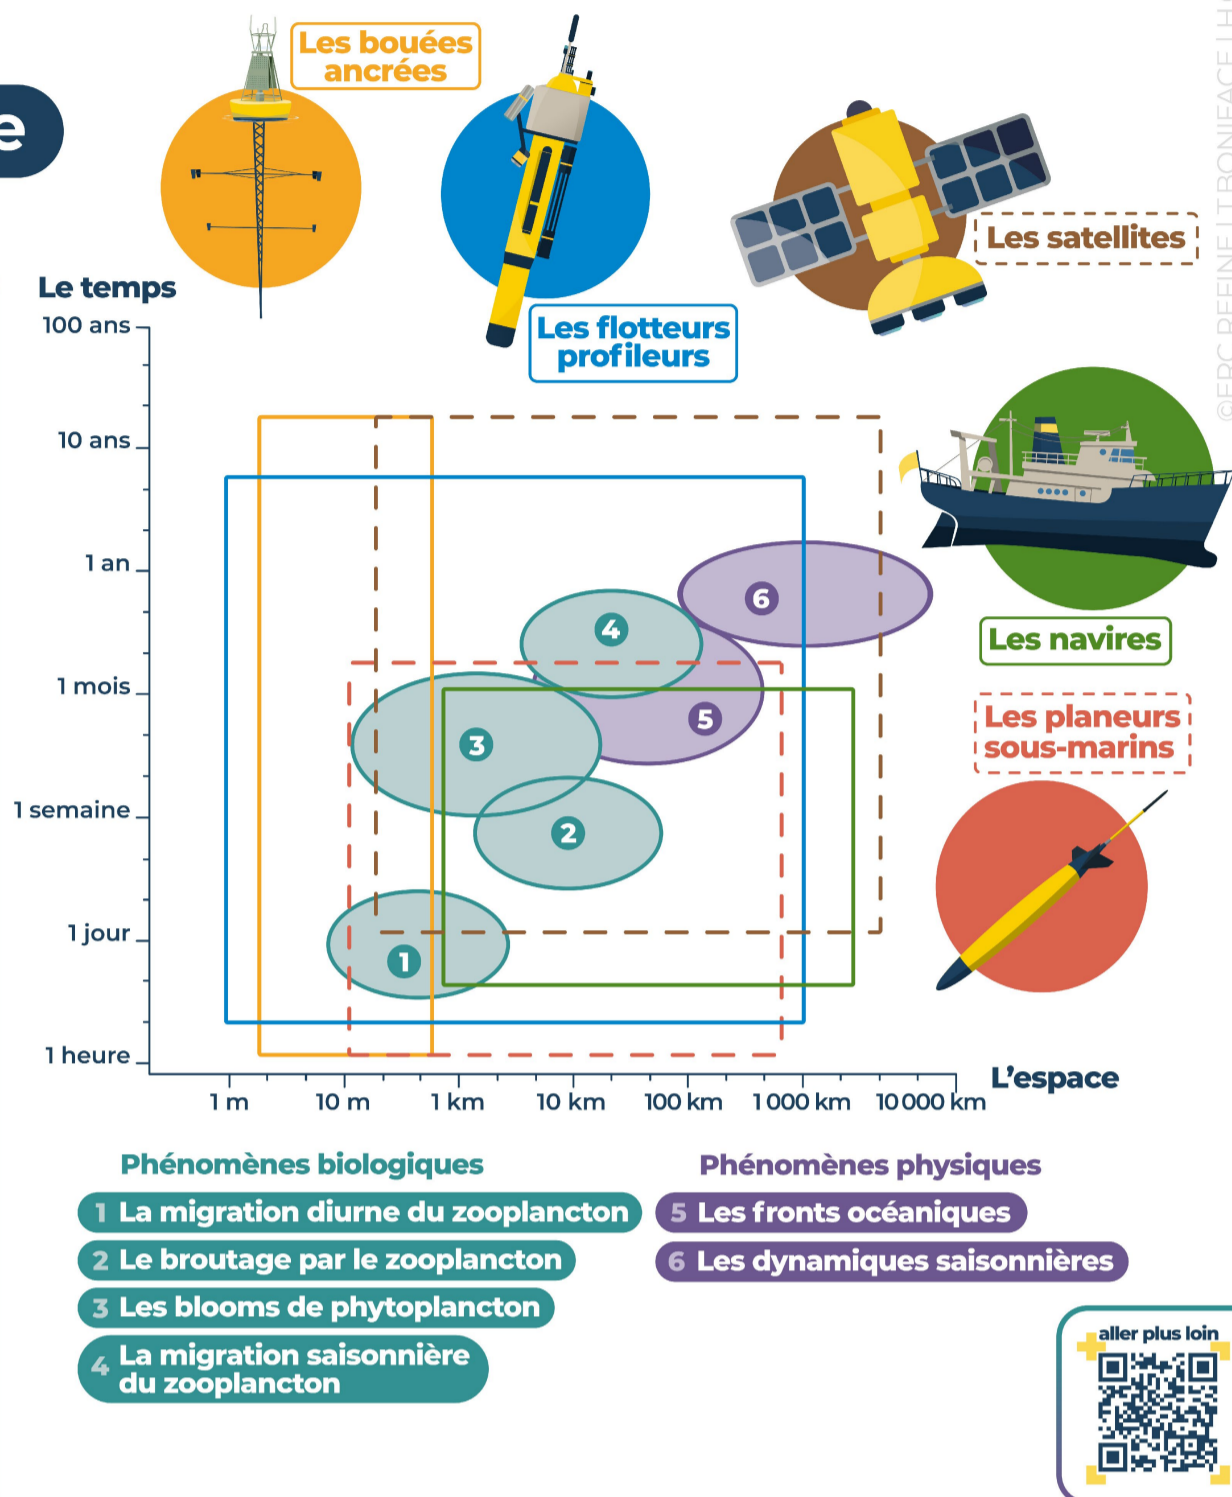 e
Les bouées
ancrées
Les satellites
Les flotteurs
profileurs
Le temps
100 ans
10 ans
1 an
1 mois
1 semaine
1 jour
1 heure
Les navires
Les planeurs
sous-marins
1
2
3
4
5
6
1 m
10 m
1 km
10 km
100 km
1 000 km
10 000 km
L'espace
Phénomènes biologiques
1 La migration diurne du zooplancton
2 Le broutage par le zooplancton
3 Les blooms de phytoplancton
4 La migration saisonnière
du zooplancton
Phénomènes physiques
5 Les fronts océaniques
6 Les dynamiques saisonnières
aller plus loin
©ERC REFINE | T.BONIFACE | H